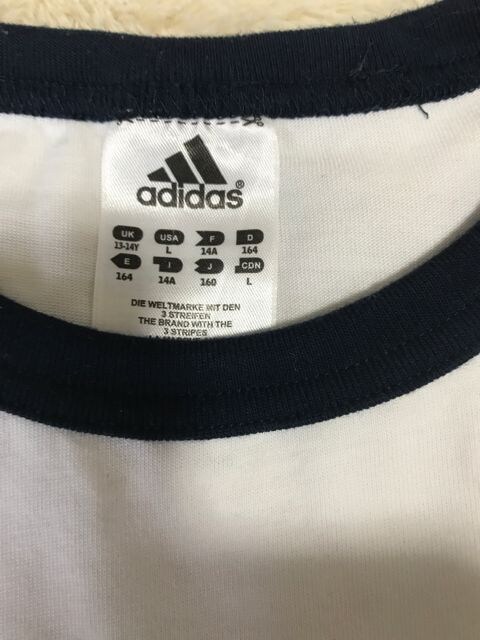 adidas®
UK USA F D
13-14Y L 14A 164
E I J CDN
164 14A 160 L
DIE WELTMARKE MIT DEN
3 STREIFEN
THE BRAND WITH THE
3 STRIPES